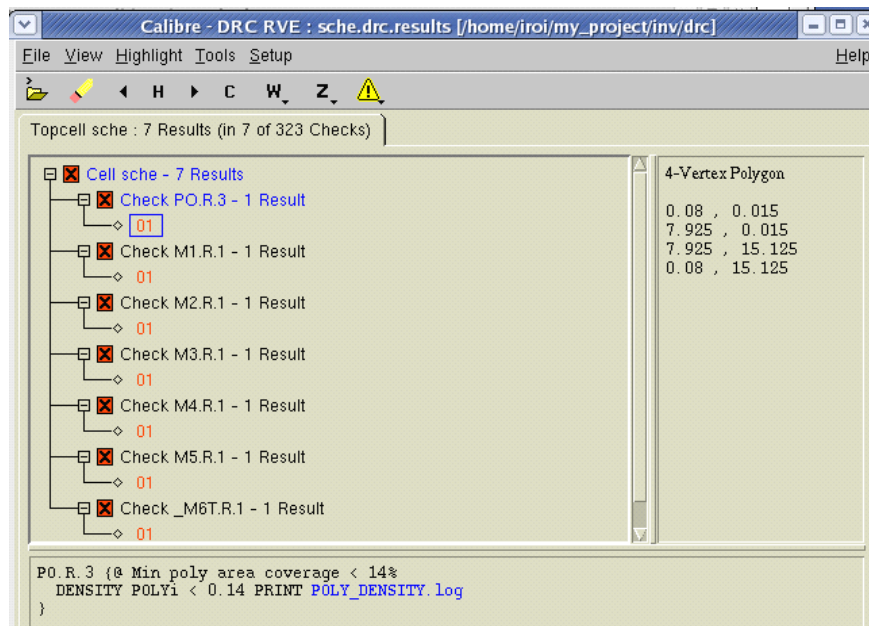 Calibre - DRC RVE : sche.drc.results [/home/iroi/my_project/inv/drc]
File View Highlight Tools Setup Help
H C W Z
Topcell sche : 7 Results (in 7 of 323 Checks)
Cell sche - 7 Results
Check PO.R.3 - 1 Result
01
Check M1.R.1 - 1 Result
01
Check M2.R.1 - 1 Result
01
Check M3.R.1 - 1 Result
01
Check M4.R.1 - 1 Result
01
Check M5.R.1 - 1 Result
01
Check _M6T.R.1 - 1 Result
01
4-Vertex Polygon
0.08 , 0.015
7.925 , 0.015
7.925 , 15.125
0.08 , 15.125
PO.R.3 {@ Min poly area coverage < 14%
DENSITY POLYi < 0.14 PRINT POLY_DENSITY.log
}